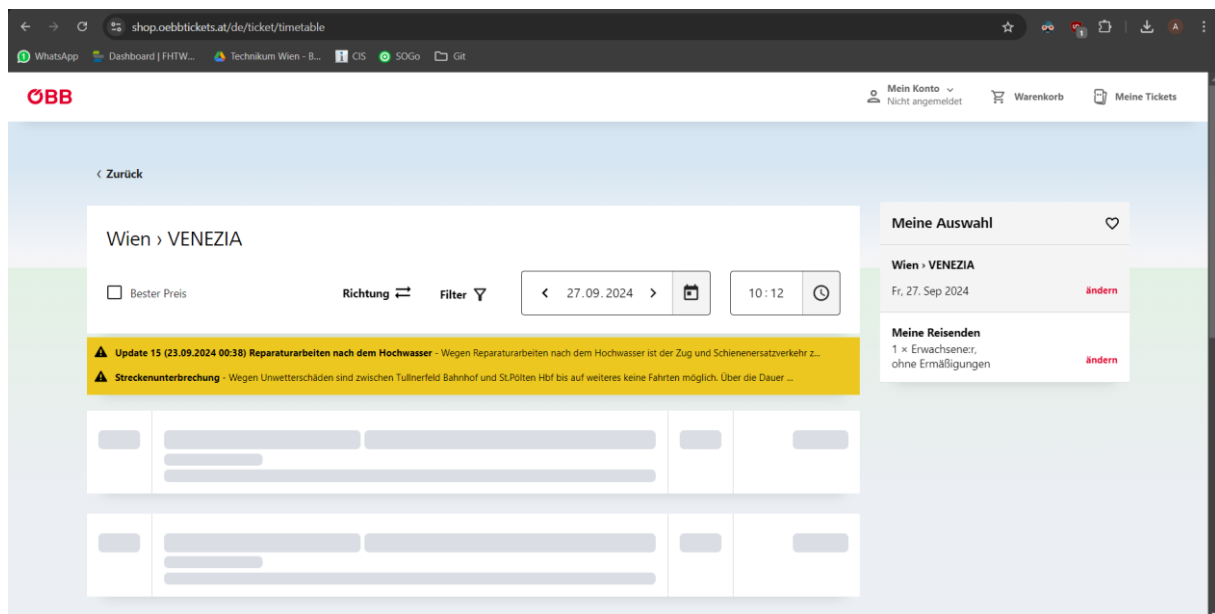 shop.oebbtickets.at/de/ticket/timetable
A
1
WhatsApp Dashboard | FHTW... Technikum Wien - B... CIS SOGo Git
ÖBB
Mein Konto
Nicht angemeldet
Warenkorb
Meine Tickets
‹ Zurück
Wien › VENEZIA
Bester Preis
Richtung
Filter
27.09.2024
10:12
Update 15 (23.09.2024 00:38) Reparaturarbeiten nach dem Hochwasser - Wegen Reparaturarbeiten nach dem Hochwasser ist der Zug und Schienenersatzverkehr z...
Streckenunterbrechung - Wegen Unwetterschäden sind zwischen Tullnerfeld Bahnhof und St.Pölten Hbf bis auf weiteres keine Fahrten möglich. Über die Dauer ...
Meine Auswahl
Wien › VENEZIA
Fr, 27. Sep 2024
ändern
Meine Reisenden
1 × Erwachsene:r,
ohne Ermäßigungen
ändern